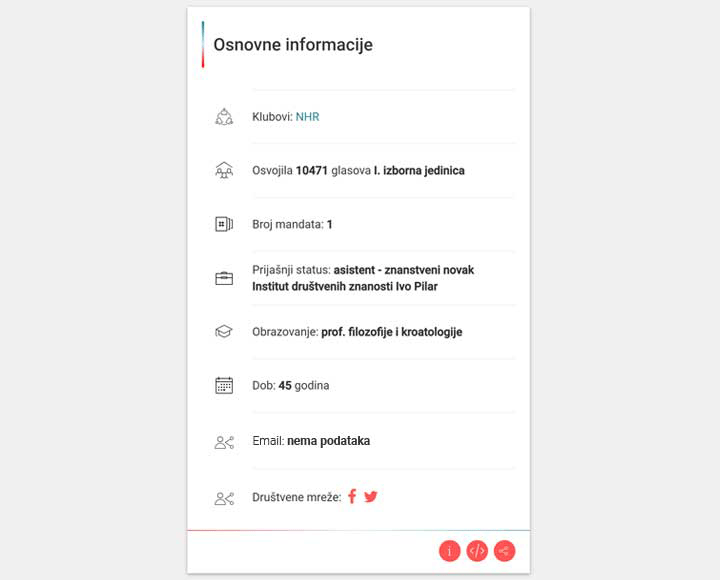 Osnovne informacije
Klubovi: NHR
Osvojila 10471 glasova I. izborna jedinica
Broj mandata: 1
Prijašnji status: asistent - znanstveni novak
Institut društvenih znanosti Ivo Pilar
Obrazovanje: prof. filozofije i kroatologije
Dob: 45 godina
Email: nema podataka
Društvene mreže: